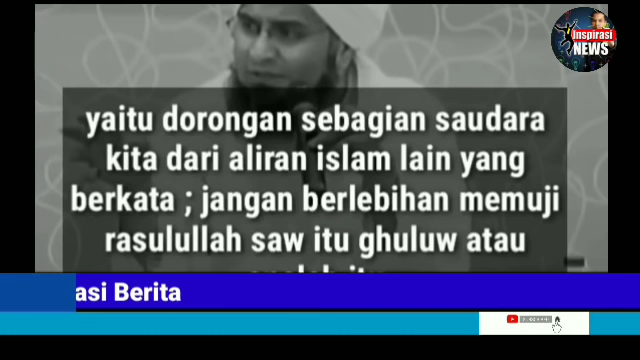 Inspirasi
NEWS
yaitu dorongan sebagian saudara
kita dari aliran islam lain yang
berkata ; jangan berlebihan memuji
rasulullah saw itu ghuluw atau
asi Berita